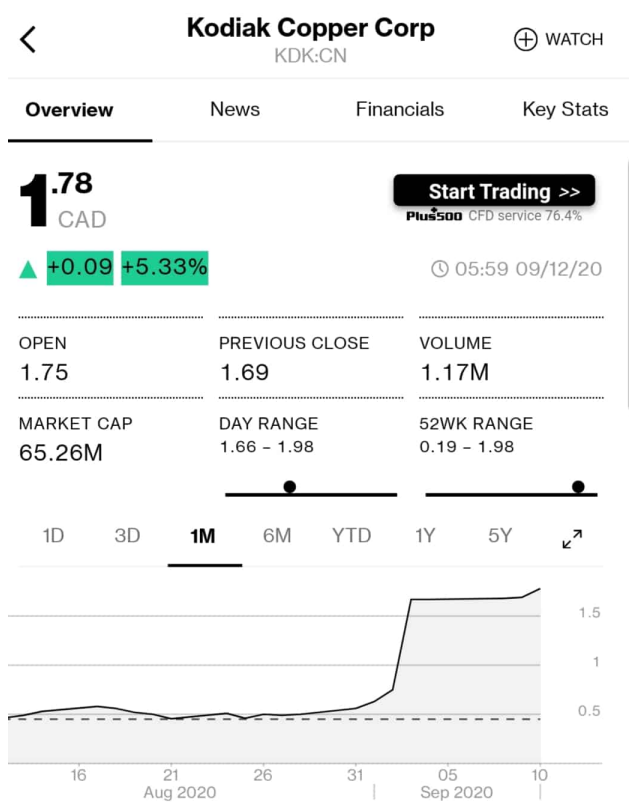 Kodiak Copper Corp
KDK:CN
WATCH
Overview News Financials Key Stats
1.78
CAD
Start Trading >>
Plus500 CFD service 76.4%
+0.09 +5.33%
05:59 09/12/20
OPEN PREVIOUS CLOSE VOLUME
1.75 1.69 1.17M
MARKET CAP DAY RANGE 52WK RANGE
65.26M 1.66 – 1.98 0.19 – 1.98
1D 3D 1M 6M YTD 1Y 5Y
1.5
1
0.5
16 21 26 31 05 10
Aug 2020 Sep 2020